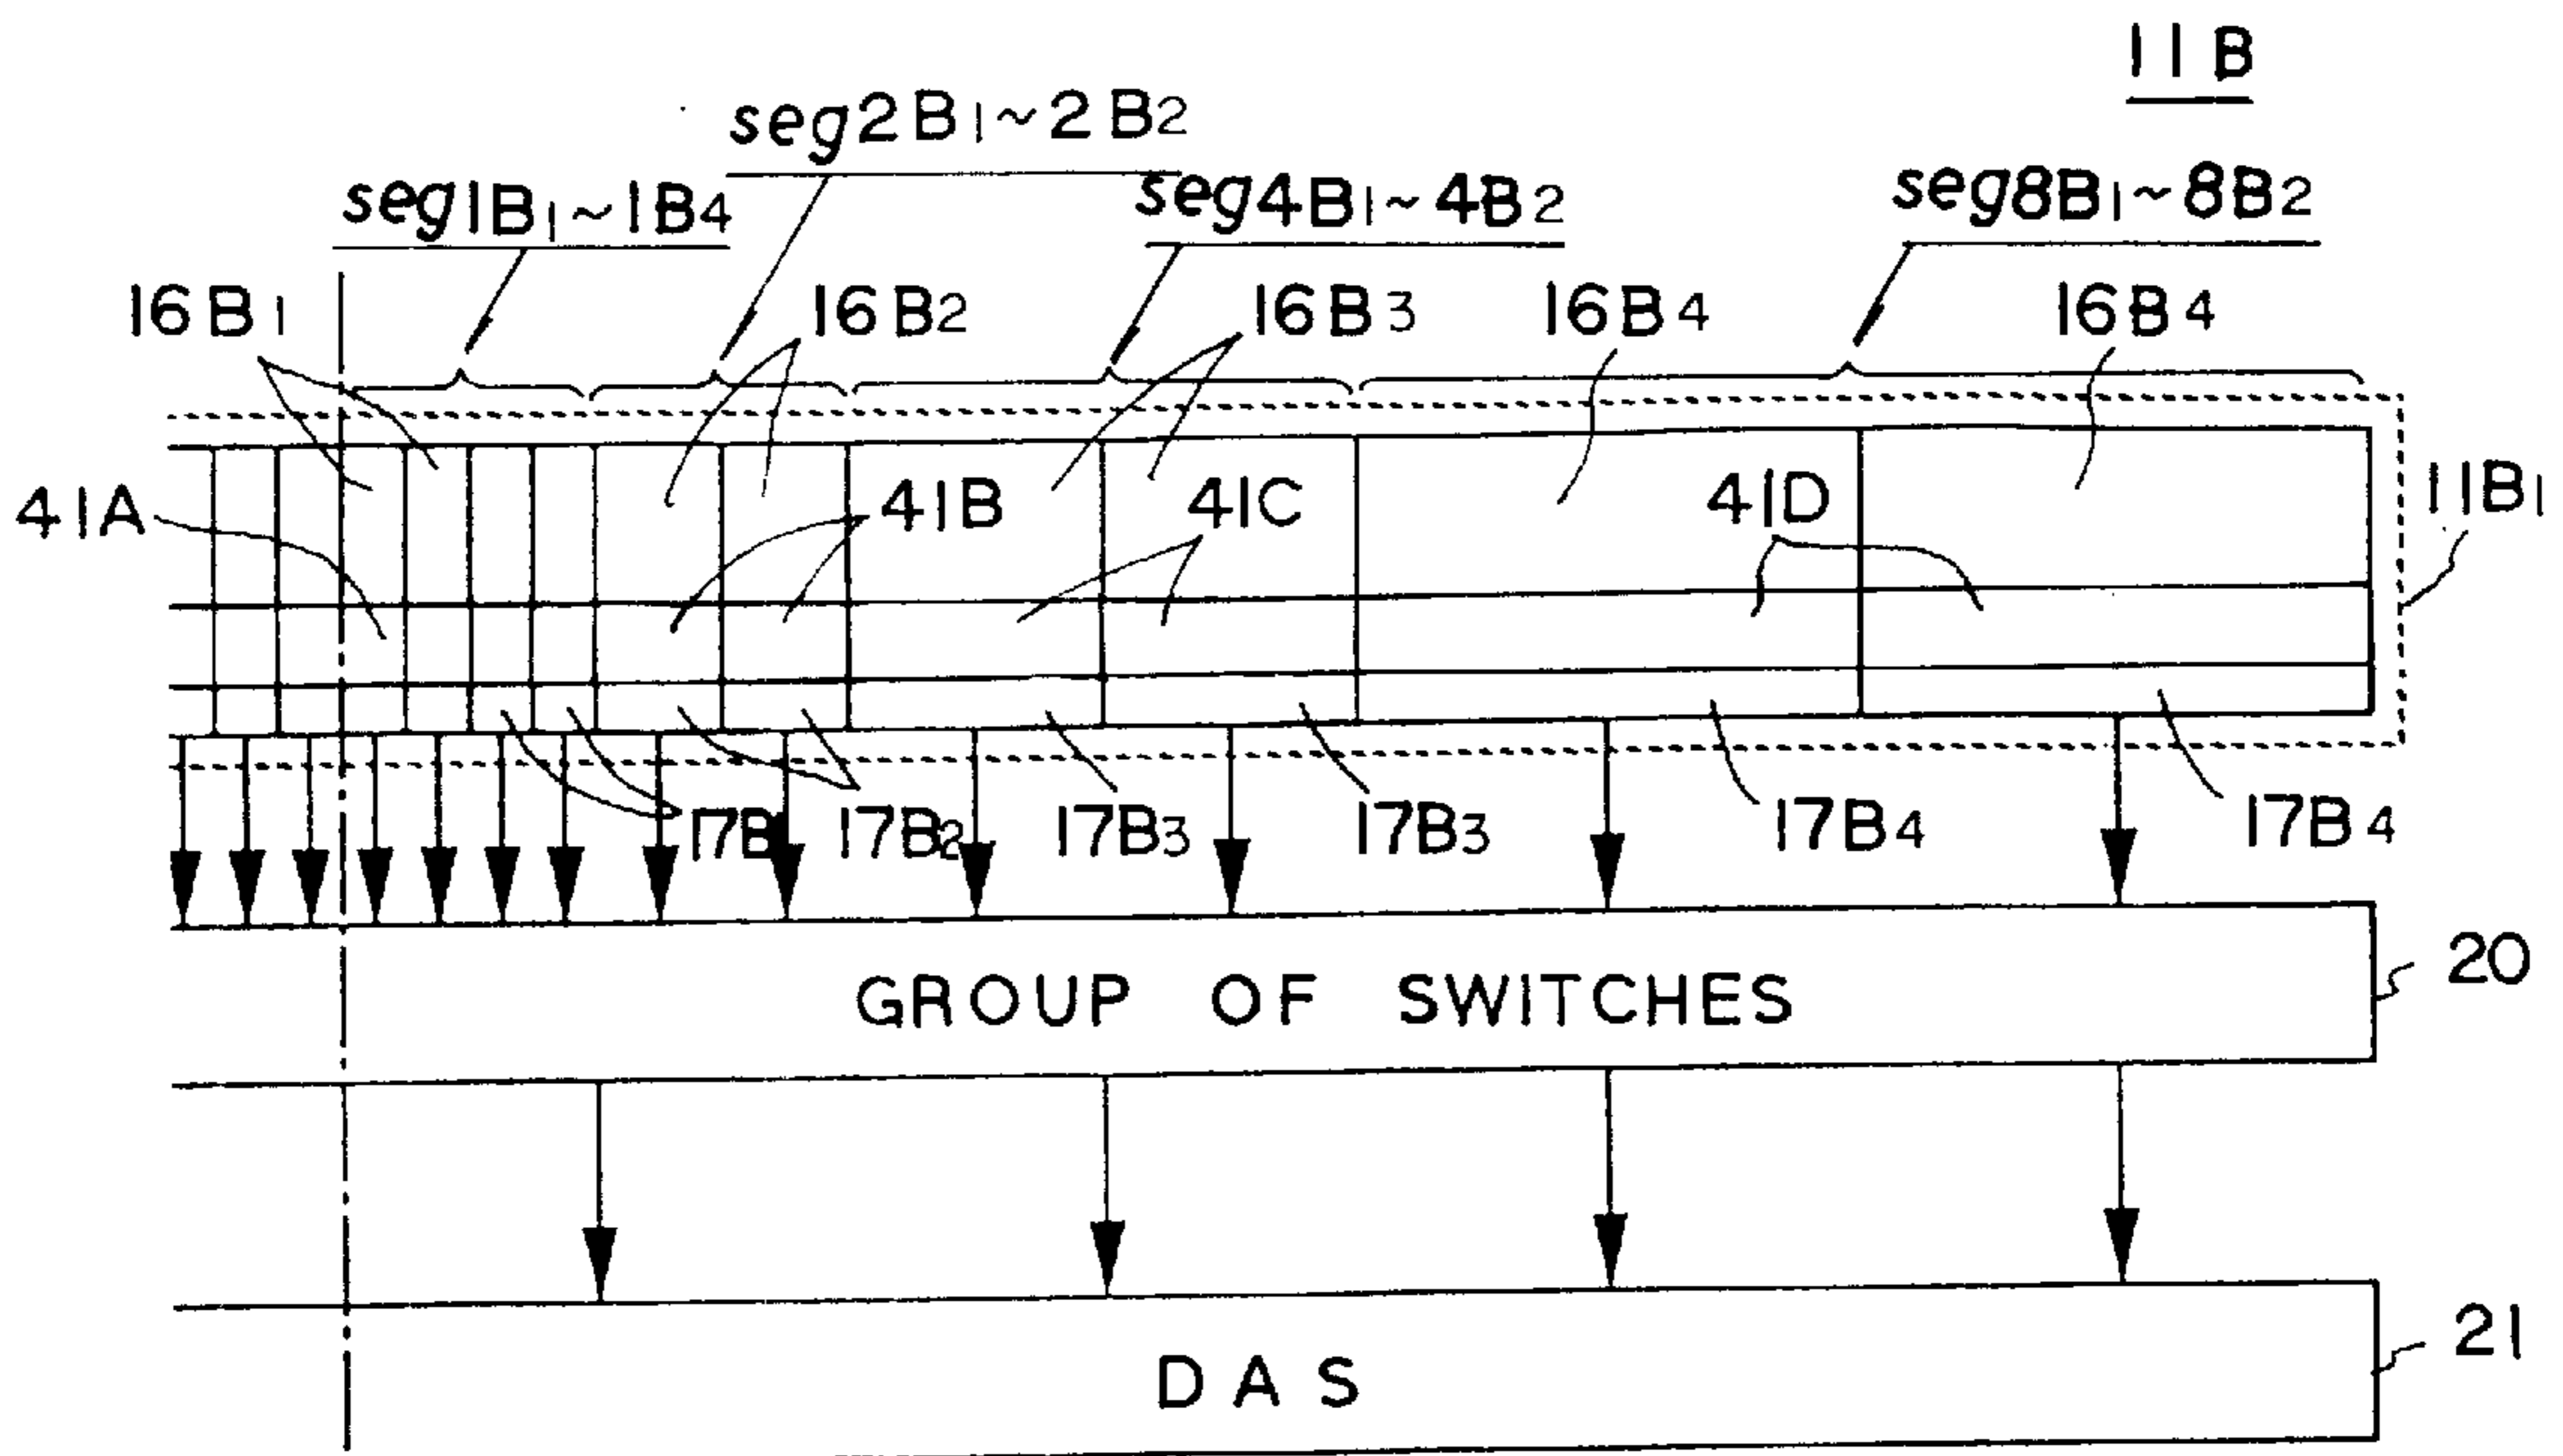 11B
seg2B1~2B2
seg1B1~1B4
seg4B1~4B2
seg8B1~8B2
16B1
16B2
16B3
16B4
16B4
41A
41B
41C
41D
11B1
17B
17B2
17B3
17B3
17B4
17B4
GROUP OF SWITCHES
20
DAS
21